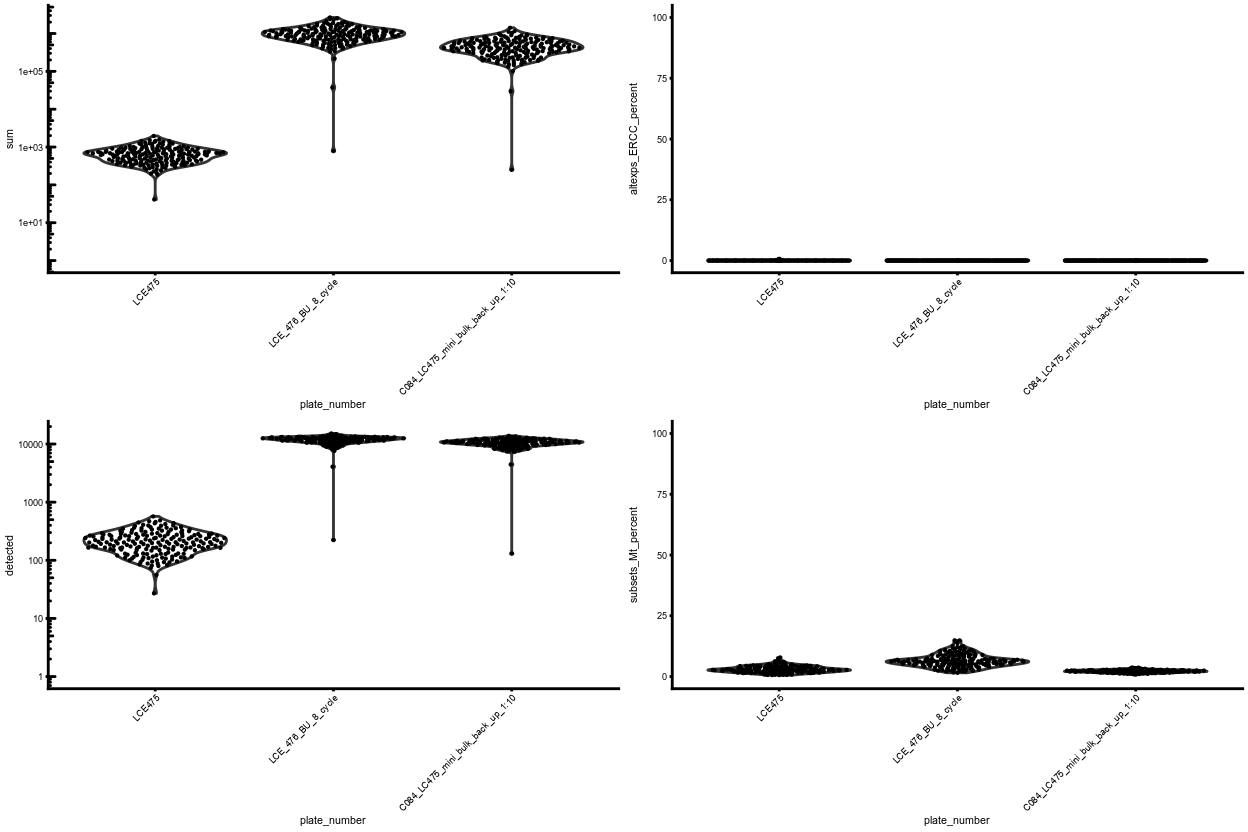 sum
1e+05
1e+03
1e+01
LCE475
LCE_476_BU_8_cycle
C084_LC475_mini_bulk_back_up_1:10
plate_number
altexps_ERCC_percent
100
75
50
25
0
LCE475
LCE_476_BU_8_cycle
C084_LC475_mini_bulk_back_up_1:10
plate_number
detected
10000
1000
100
10
1
LCE475
LCE_476_BU_8_cycle
C084_LC475_mini_bulk_back_up_1:10
plate_number
subsets_Mt_percent
100
75
50
25
0
LCE475
LCE_476_BU_8_cycle
C084_LC475_mini_bulk_back_up_1:10
plate_number